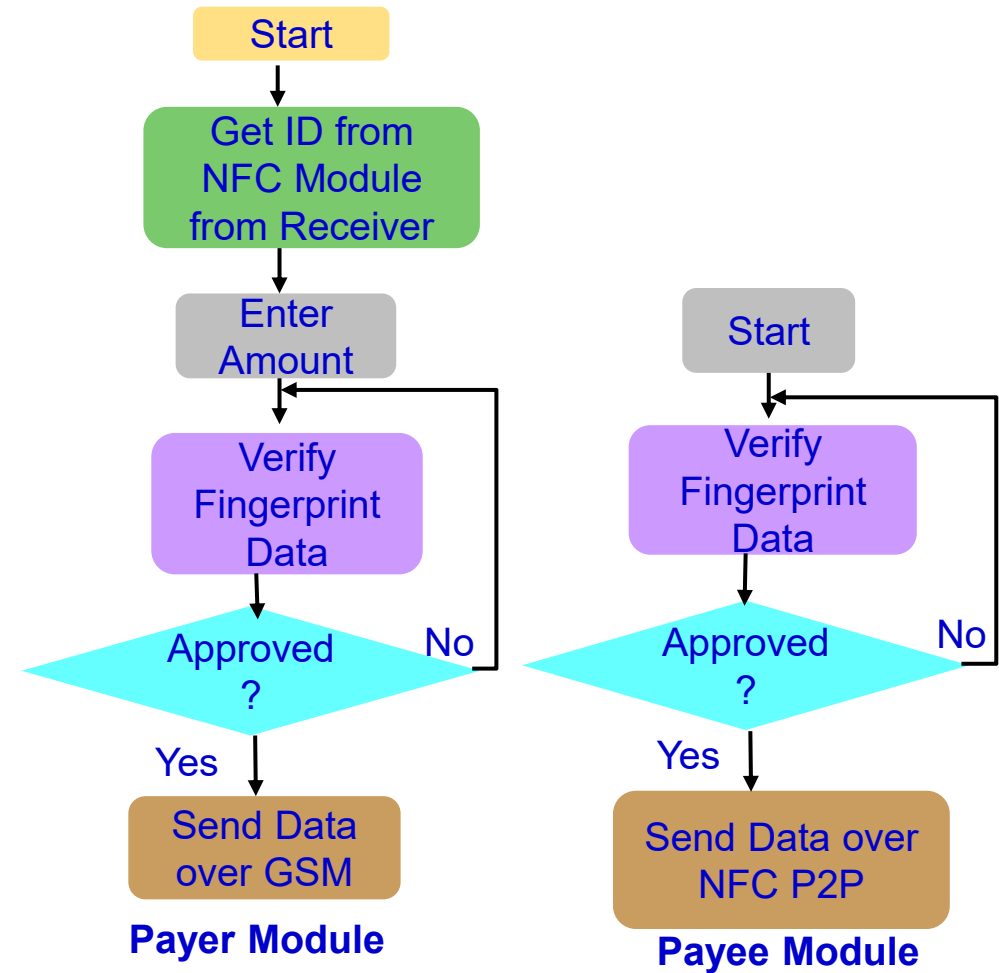 Start
Get ID from
NFC Module
from Receiver
Enter
Amount
Verify
Fingerprint
Data
Approved
?
No
Yes
Send Data
over GSM
Payer Module
Start
Verify
Fingerprint
Data
Approved
?
No
Yes
Send Data over
NFC P2P
Payee Module